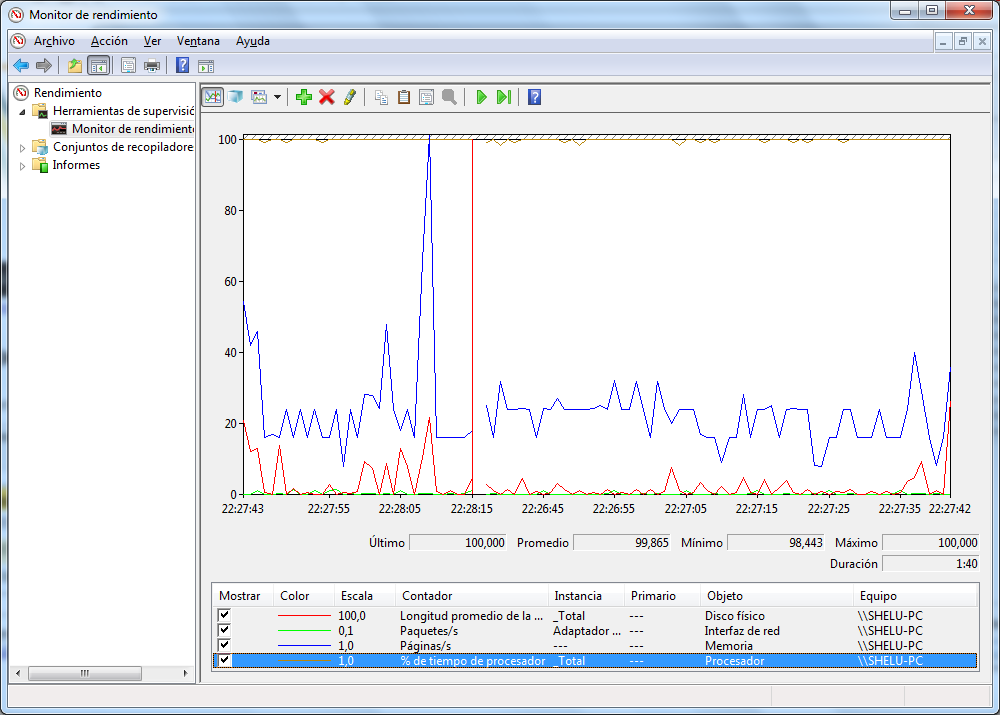 Monitor de rendimiento
Archivo Acción Ver Ventana Ayuda
Rendimiento
Herramientas de supervisió
Monitor de rendimiento
Conjuntos de recopiladore
Informes
100
80
60
40
20
0
22:27:43 22:27:55 22:28:05 22:28:15 22:26:45 22:26:55 22:27:05 22:27:15 22:27:25 22:27:35 22:27:42
Último 100,000 Promedio 99,865 Mínimo 98,443 Máximo 100,000
Duración 1:40
Mostrar Color Escala Contador Instancia Primario Objeto Equipo
100,0 Longitud promedio de la ... _Total --- Disco físico \\SHELU-PC
0,1 Paquetes/s Adaptador ... --- Interfaz de red \\SHELU-PC
1,0 Páginas/s --- --- Memoria \\SHELU-PC
1,0 % de tiempo de procesador _Total --- Procesador \\SHELU-PC